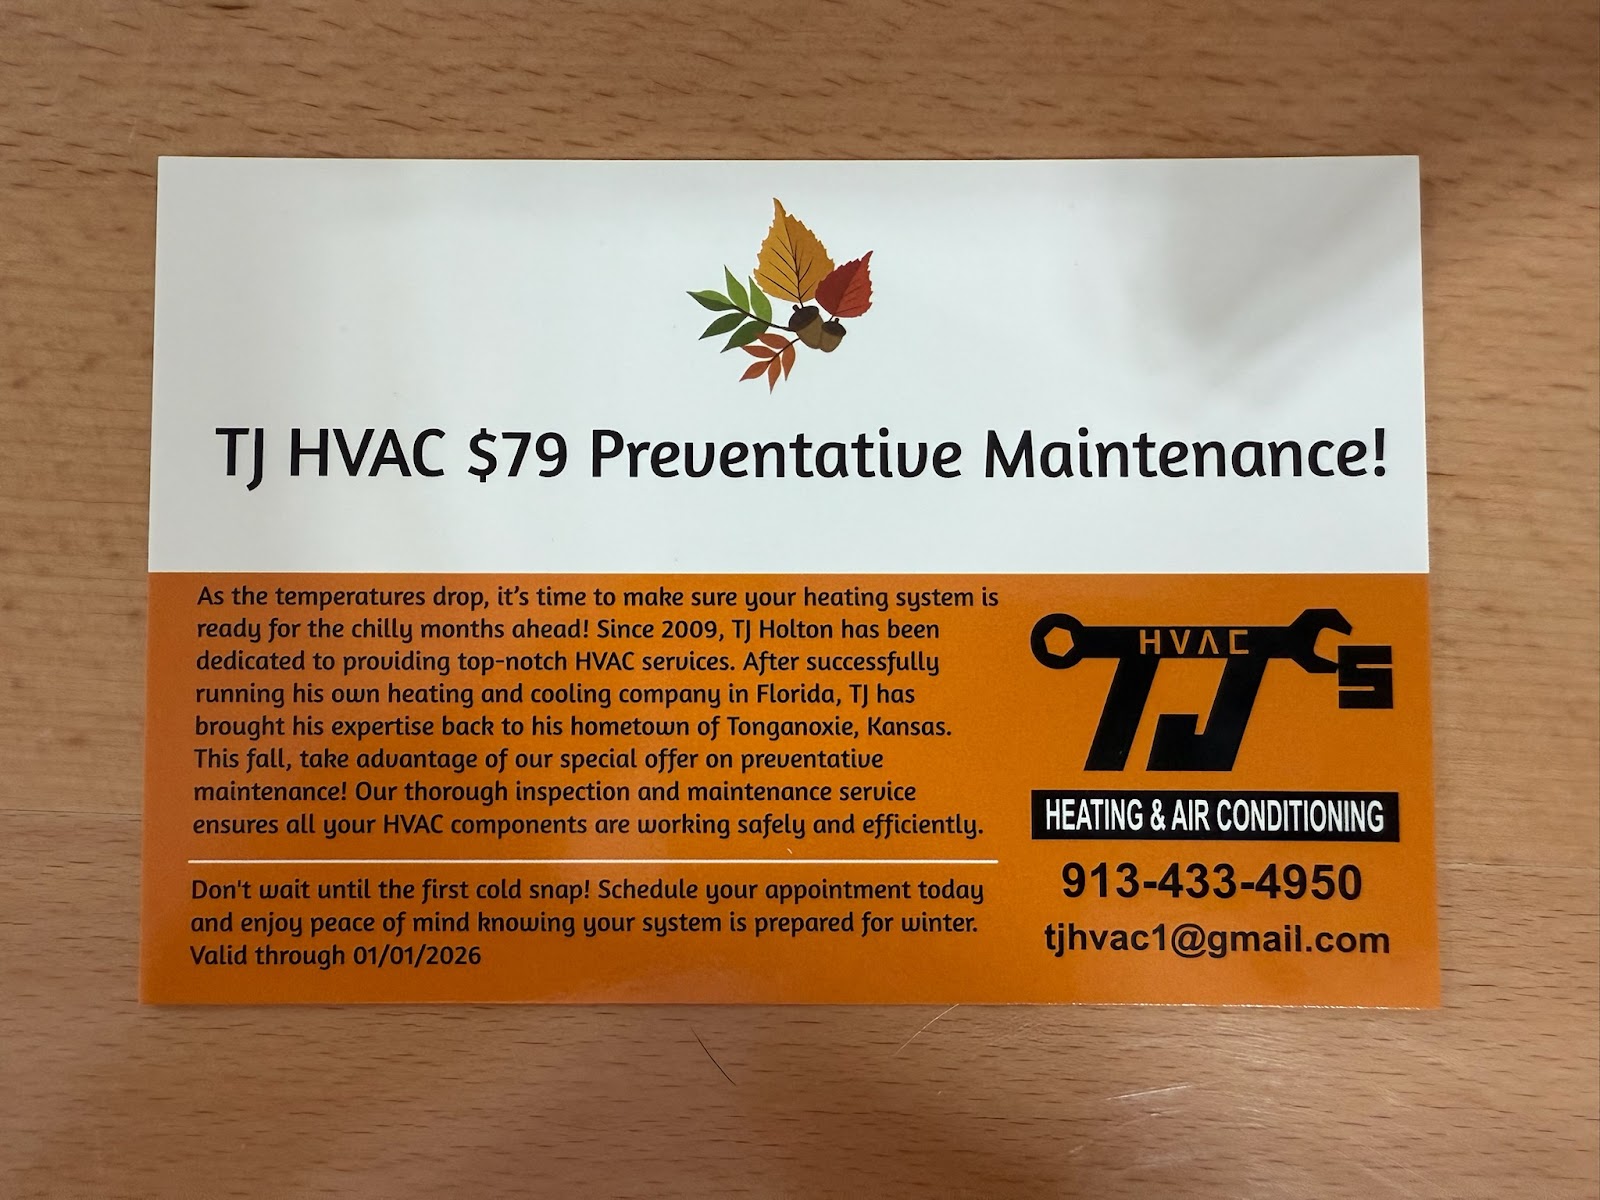 TJ HVAC $79 Preventative Maintenance!
As the temperatures drop, it's time to make sure your heating system is
ready for the chilly months ahead! Since 2009, TJ Holton has been
dedicated to providing top-notch HVAC services. After successfully
running his own heating and cooling company in Florida, TJ has
brought his expertise back to his hometown of Tonganoxie, Kansas.
This fall, take advantage of our special offer on preventative
maintenance! Our thorough inspection and maintenance service
ensures all your HVAC components are working safely and efficiently.
Don't wait until the first cold snap! Schedule your appointment today
and enjoy peace of mind knowing your system is prepared for winter.
Valid through 01/01/2026
HVAC
TJ'S
HEATING & AIR CONDITIONING
913-433-4950
tjhvac1@gmail.com